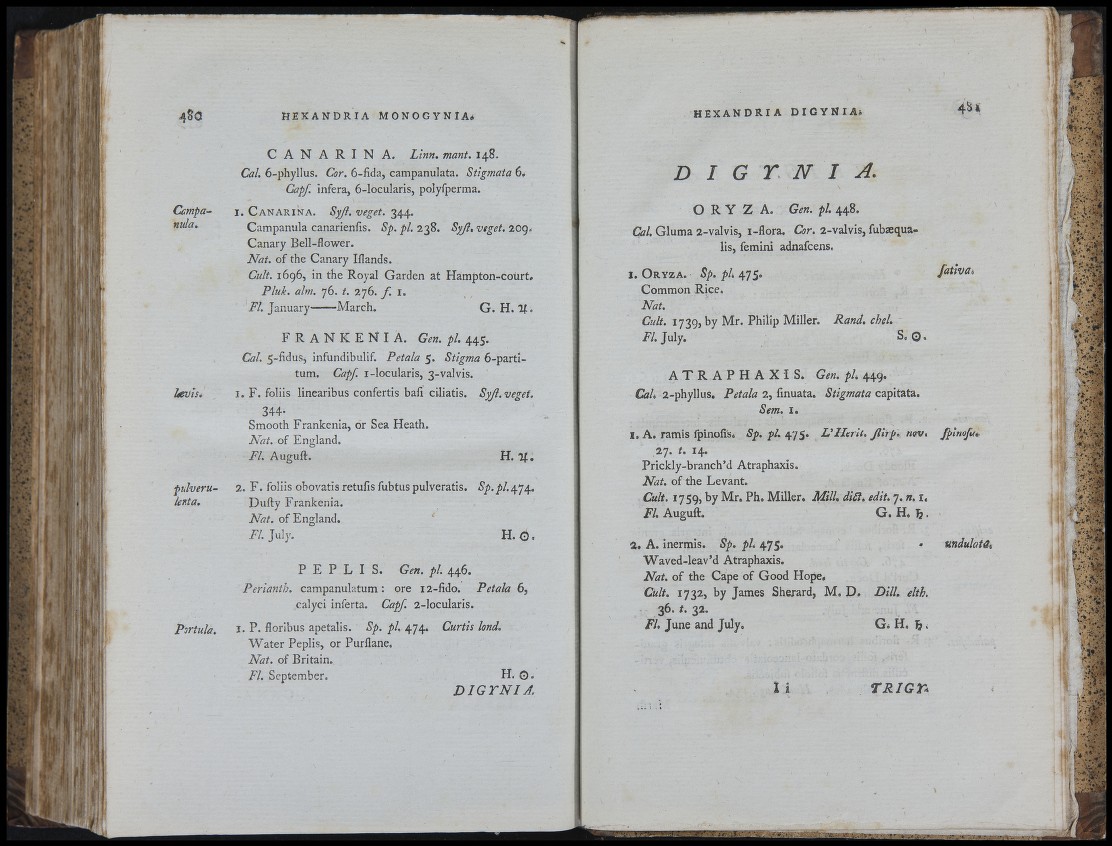 480 HEXANDRIA MONOGYNIA.
CANARINA. Linn. mant. 148.
Cal. 6-phyllus. Cor. 6-fida, campanulata. Stigmata 6.
Capſ. infera, 6-locularis, polyſperma.
Campa- 1. CANARINA. Syſt. veget. 344.
nula. Campanula canarienſis. Sp. pl. 238. Syſt. veget. 209.
Canary Bell-flower.
Nat. of the Canary Iſlands.
Cult. 1696, in the Royal Garden at Hampton-court.
Pluk. alm. 76. t. 276. f. 1.
Fl. January——March. G. H. ♃.
FRANKENIA. Gen. pl. 445.
Cal. 5-fidus, infundibulif. Petala 5. Stigma 6-parti-
tum. Capſ. 1-locularis, 3-valvis.
lævis. 1. F. foliis linearibus confertis baſi ciliatis. Syſt. veget.
344.
Smooth Frankenia, or Sea Heath.
Nat. of England.
Fl. Auguſt. H. ♃.
pulveru- 2. F. foliis obovatis retuſis ſubtus pulveratis. Sp. pl. 474.
lenta. Duſty Frankenia.
Nat. of England.
Fl. July. H. ☉.
PEPLIS. Gen. pl. 446.
Perianth. campanulatum: ore 12-fido. Petala 6,
calyci inſerta. Capſ. 2-locularis.
Portula. 1. P. floribus apetalis. Sp. pl. 474. Curtis lond.
Water Peplis, or Purſlane.
Nat. of Britain.
Fl. September. H. ☉.
DIGYNIA.
HEXANDRIA DIGYNIA. 481
DIGYNIA.
ORYZA. Gen. pl. 448.
Cal. Gluma 2-valvis, 1-flora. Cor. 2-valvis, ſubæqua-
lis, ſemini adnaſcens.
1. ORYZA. Sp. pl. 475. ſativa.
Common Rice.
Nat.
Cult. 1739, by Mr. Philip Miller. Rand. chel.
Fl. July. S. ☉.
ATRAPHAXIS. Gen. pl. 449.
Cal. 2-phyllus. Petala 2, ſinuata. Stigmata capitata.
Sem. 1.
1. A. ramis ſpinoſis. Sp. pl. 475. L'Herit. ſtirp. nov. ſpinoſa.
27. t. 14.
Prickly-branch'd Atraphaxis.
Nat. of the Levant.
Cult. 1759, by Mr. Ph. Miller. Mill. dict. edit. 7. n. 1.
Fl. Auguſt. G. H. ♄.
2. A. inermis. Sp. pl. 475. undulata.
Waved-leav'd Atraphaxis.
Nat. of the Cape of Good Hope.
Cult. 1732, by James Sherard, M. D. Dill. elth.
36. t. 32.
Fl. June and July. G. H. ♄.
I i TRIGY-